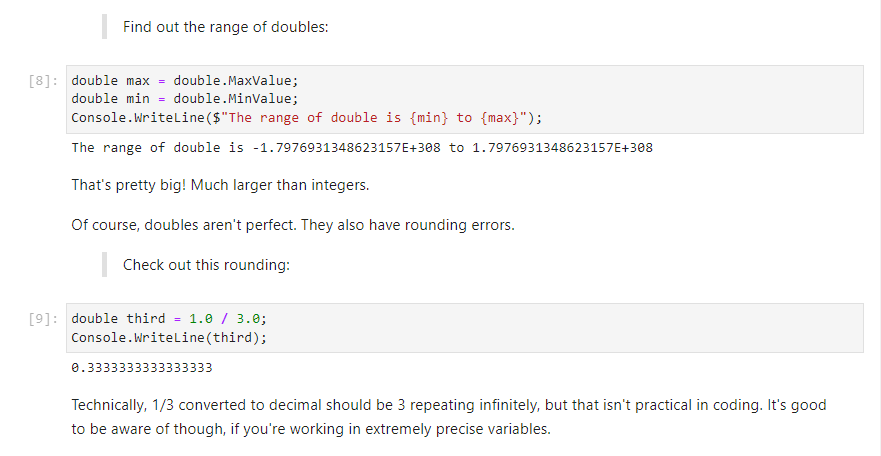 Find out the range of doubles:
[8]: double max = double.MaxValue;
double min = double.MinValue;
Console.WriteLine($"The range of double is {min} to {max}");
The range of double is -1.7976931348623157E+308 to 1.7976931348623157E+308
That's pretty big! Much larger than integers.
Of course, doubles aren't perfect. They also have rounding errors.
Check out this rounding:
[9]: double third = 1.0 / 3.0;
Console.WriteLine(third);
0.3333333333333333
Technically, 1/3 converted to decimal should be 3 repeating infinitely, but that isn't practical in coding. It's good
to be aware of though, if you're working in extremely precise variables.